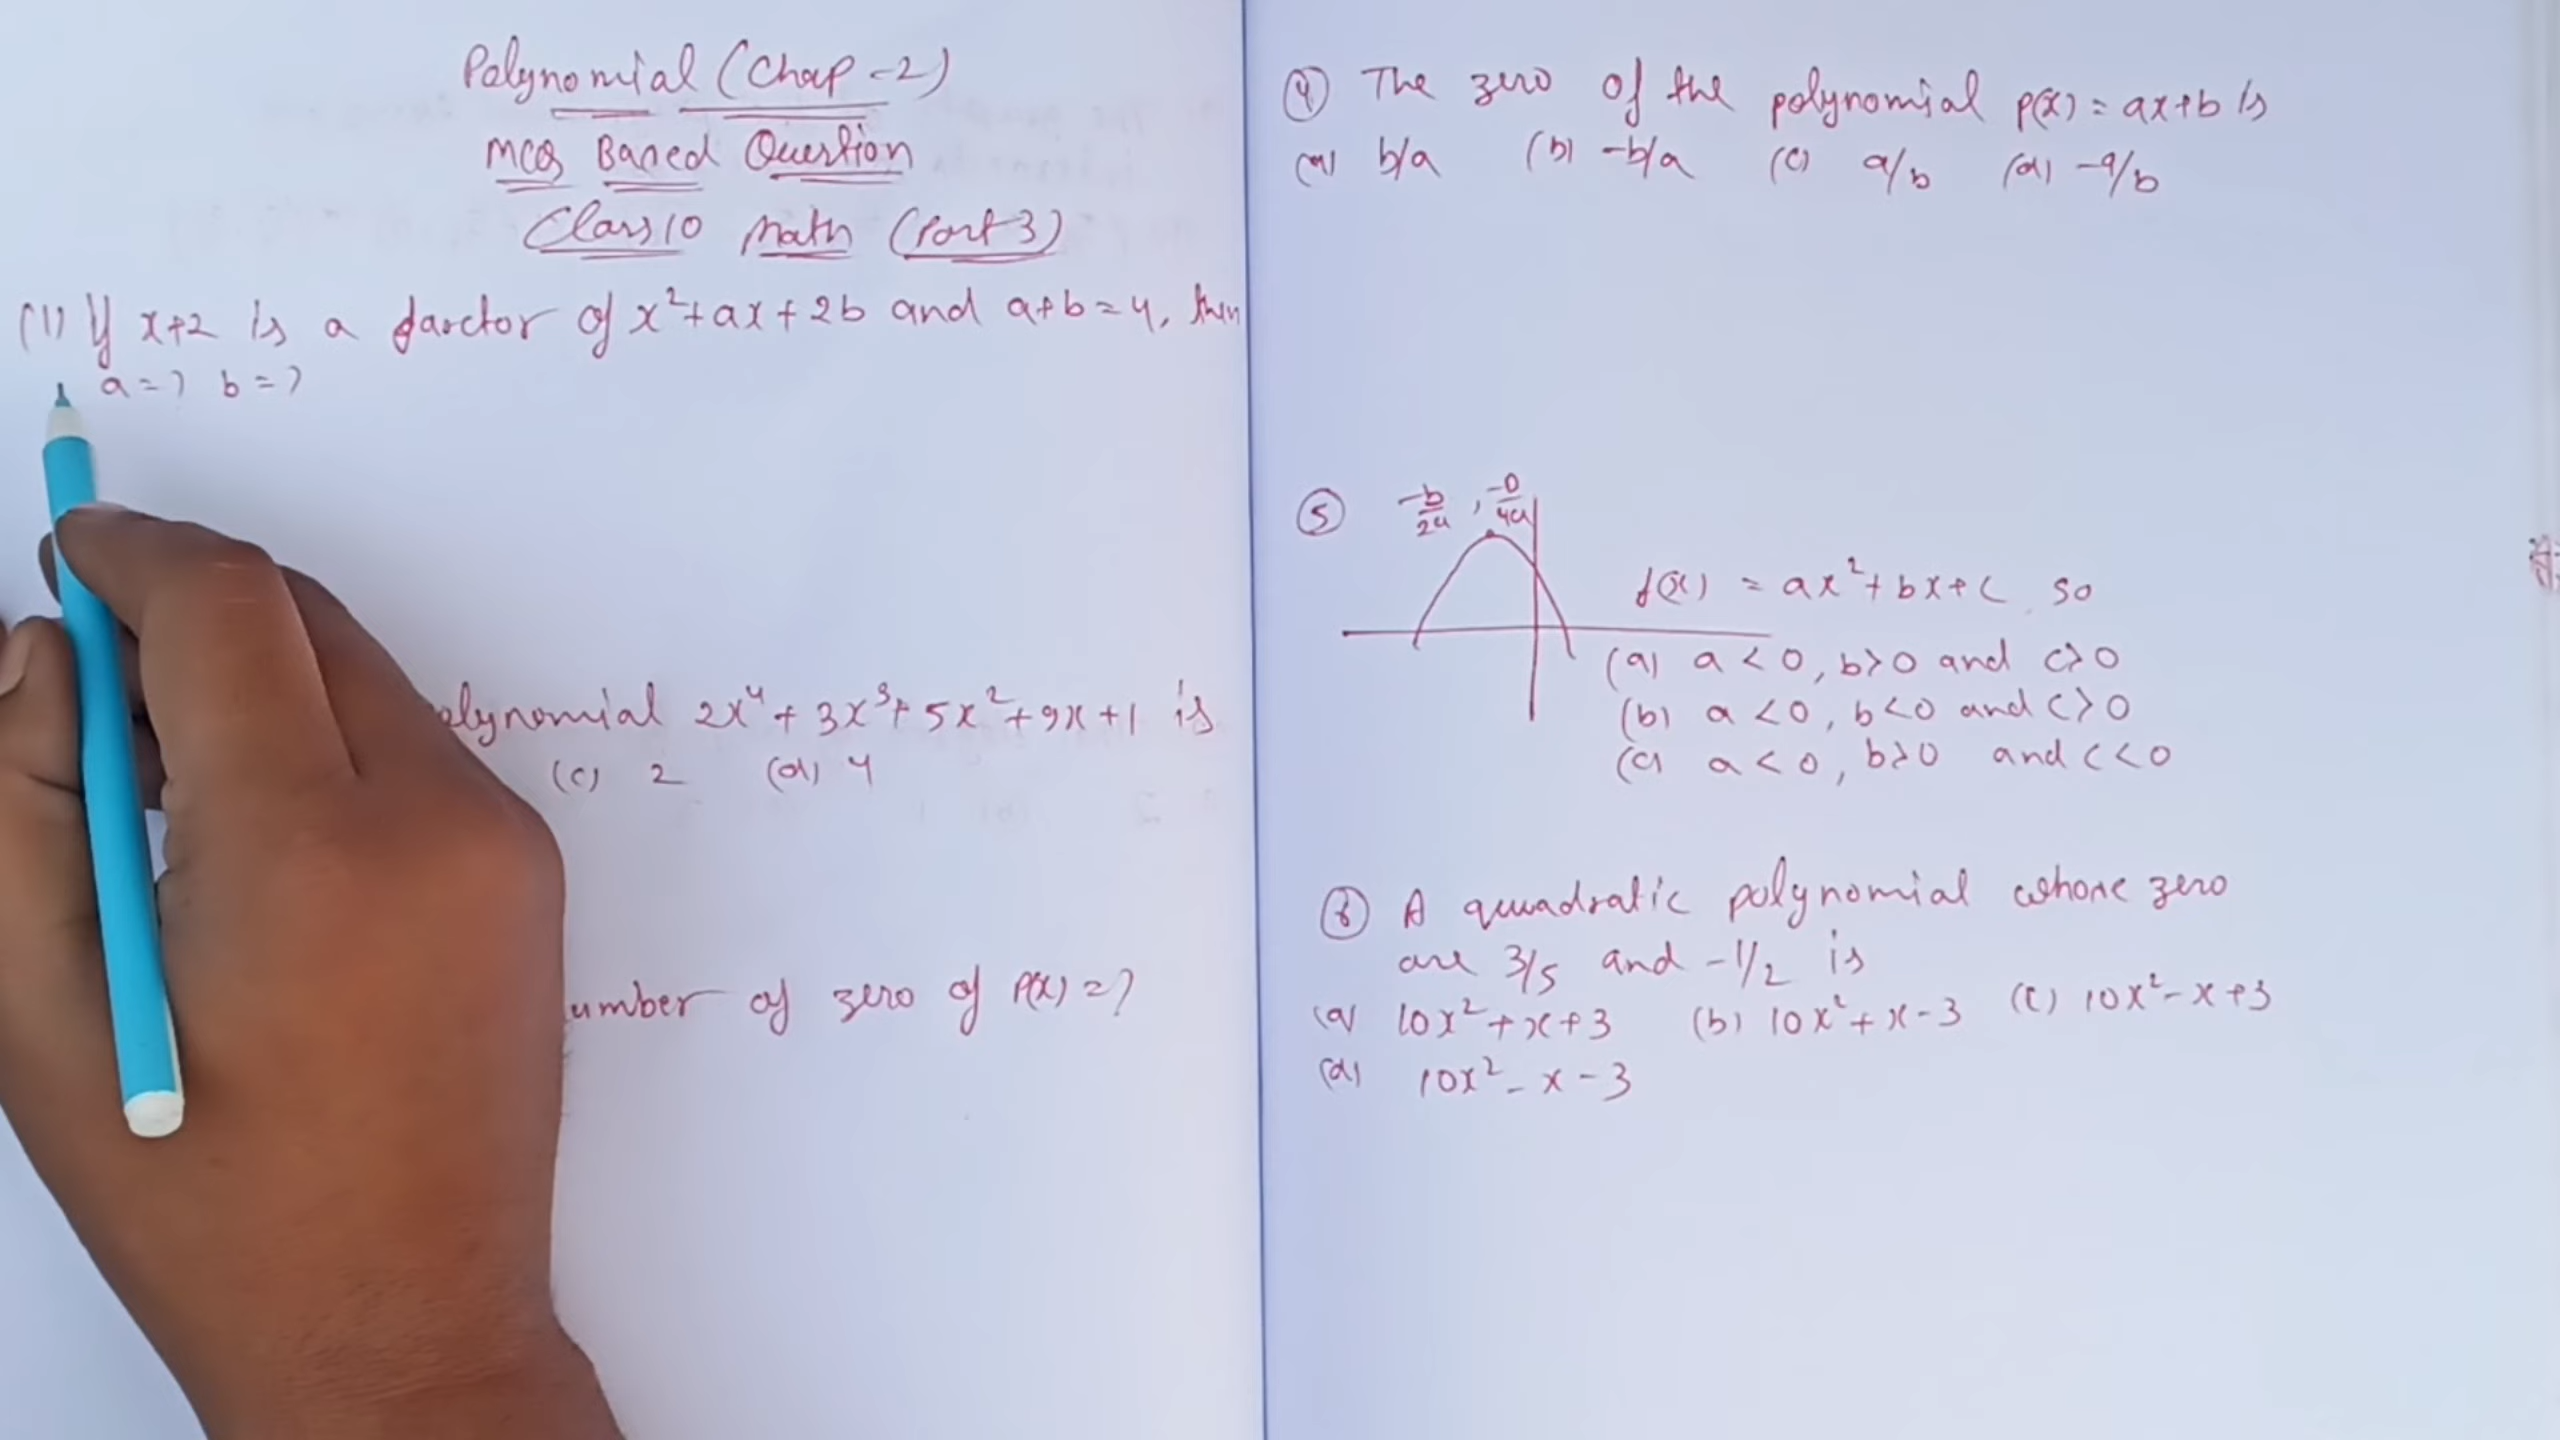 Polynomial (Chap-2)
MCQ Based Question
Class 10 Math (Part 3)
(1) If x+2 is a farctor of x²+ax+2b and a+b=4, then
a=? b=?
polynomial 2x⁴+3x³+5x²+9x+1 is
(c) 2 (d) 4
umber of zero of P(x)=?
④ The zero of the polynomial p(x)=ax+b is
(a) b/a (b) -b/a (c) a/b (d) -a/b
⑤ -b/2a, -D/4a
f(x) = ax²+bx+c so
(a) a<0, b>0 and c>0
(b) a<0, b<0 and c>0
(c) a<0, b>0 and c<0
⑥ A quadratic polynomial whose zero
are 3/5 and -1/2 is
(a) 10x²+x+3 (b) 10x²+x-3 (c) 10x²-x+3
(d) 10x²-x-3